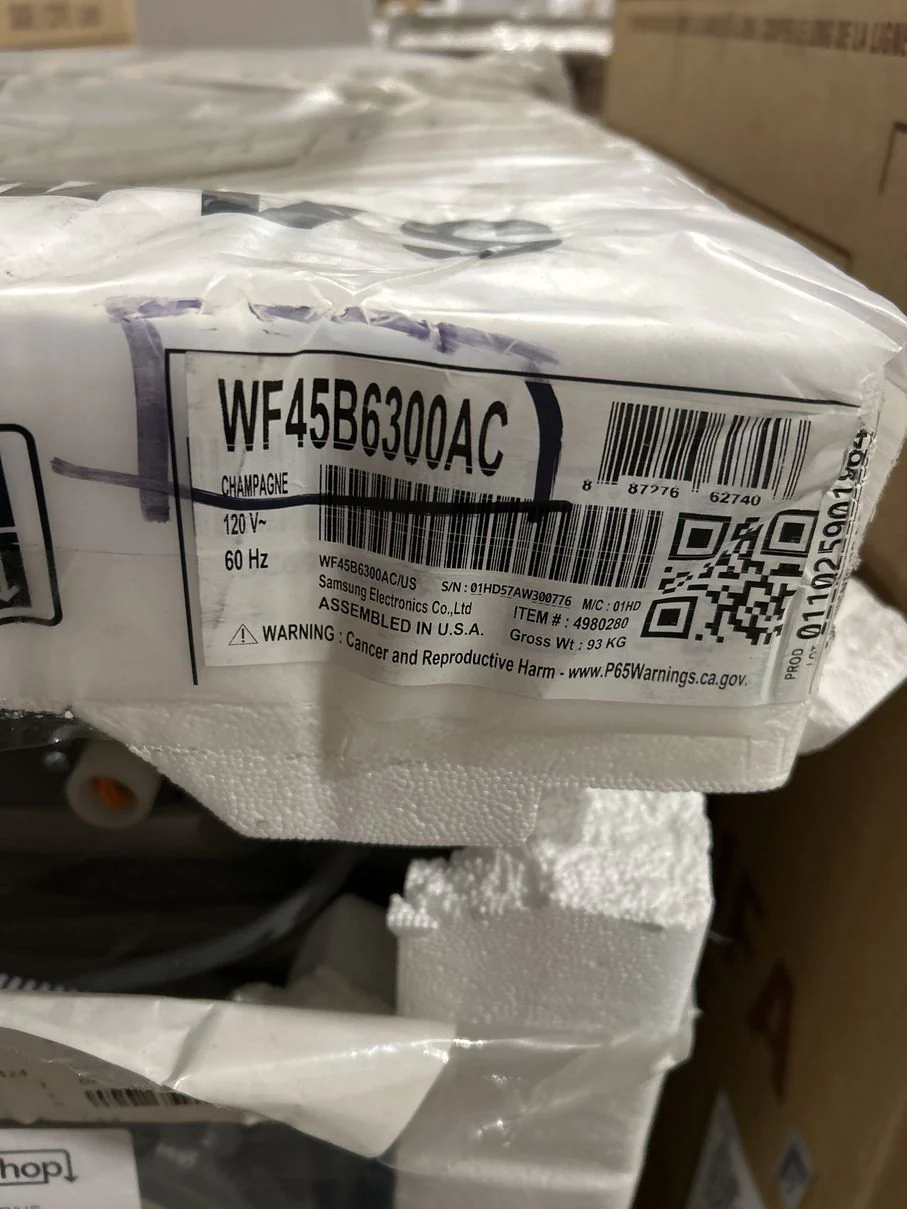 WF45B6300AC
CHAMPAGNE
120 V~
60 Hz
8 87276 62740
WF45B6300AC/US S/N : 01HD57AW300776 M/C : 01HD
Samsung Electronics Co.,Ltd ITEM # : 4980280
ASSEMBLED IN U.S.A. Gross Wt : 93 KG
⚠ WARNING : Cancer and Reproductive Harm - www.P65Warnings.ca.gov.
PROD
hop